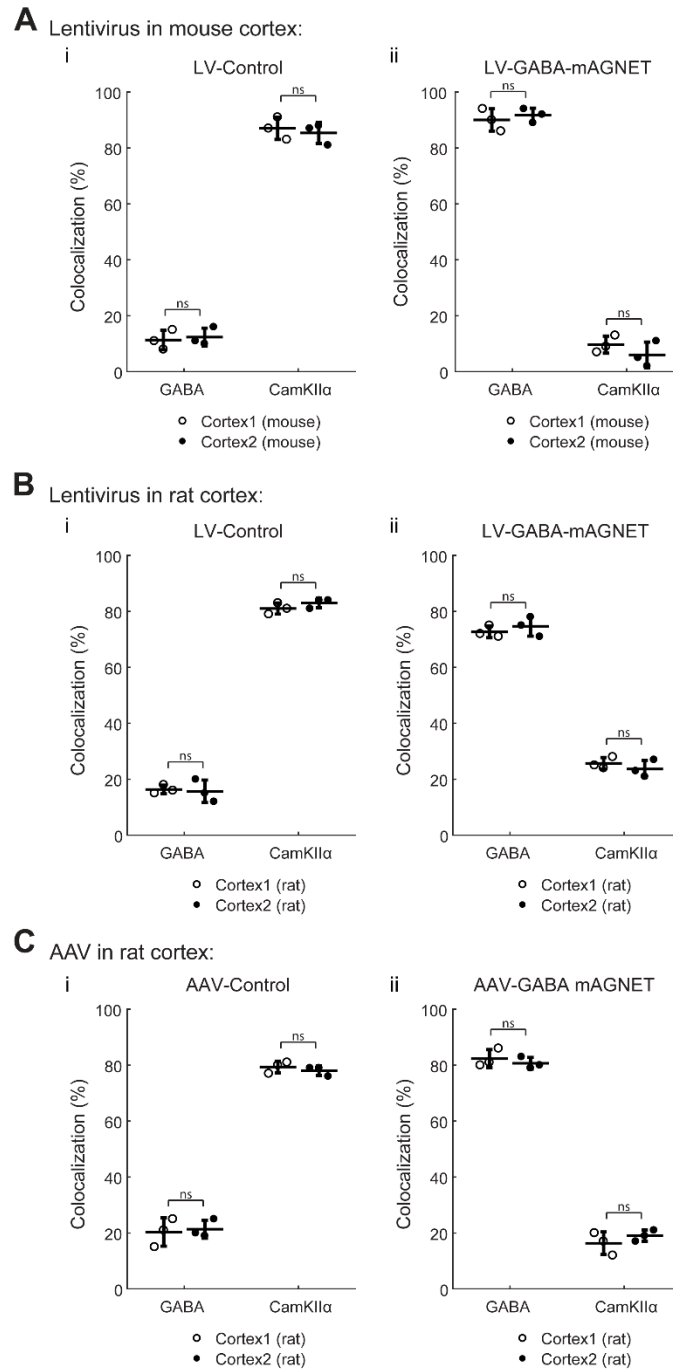 A Lentivirus in mouse cortex:
i
LV-Control
ii
LV-GABA-mAGNET
Colocalization (%)
100
80
60
40
20
0
ns
ns
GABA
CamKIIα
Cortex1 (mouse)
Cortex2 (mouse)
Colocalization (%)
100
80
60
40
20
0
ns
ns
GABA
CamKIIα
Cortex1 (mouse)
Cortex2 (mouse)
B Lentivirus in rat cortex:
i
LV-Control
ii
LV-GABA-mAGNET
Colocalization (%)
100
80
60
40
20
0
ns
ns
GABA
CamKIIα
Cortex1 (rat)
Cortex2 (rat)
Colocalization (%)
100
80
60
40
20
0
ns
ns
GABA
CamKIIα
Cortex1 (rat)
Cortex2 (rat)
C AAV in rat cortex:
i
AAV-Control
ii
AAV-GABA mAGNET
Colocalization (%)
100
80
60
40
20
0
ns
ns
GABA
CamKIIα
Cortex1 (rat)
Cortex2 (rat)
Colocalization (%)
100
80
60
40
20
0
ns
ns
GABA
CamKIIα
Cortex1 (rat)
Cortex2 (rat)